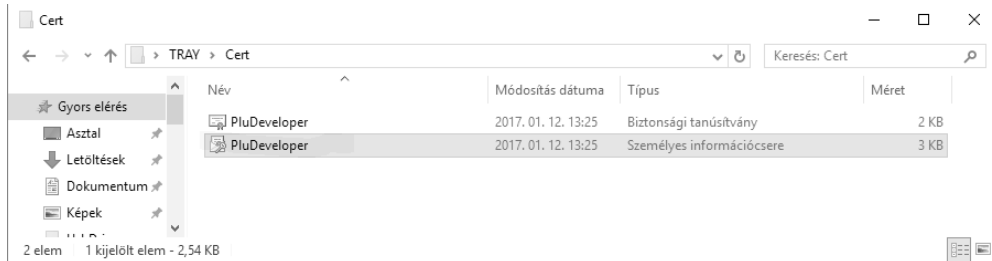 Cert
TRAY > Cert
Keresés: Cert
Név Módosítás dátuma Típus Méret
Gyors elérés
Asztal
Letöltések
Dokumentum
Képek
PluDeveloper 2017. 01. 12. 13:25 Biztonsági tanúsítvány 2 KB
PluDeveloper 2017. 01. 12. 13:25 Személyes információcsere 3 KB
2 elem 1 kijelölt elem - 2,54 KB